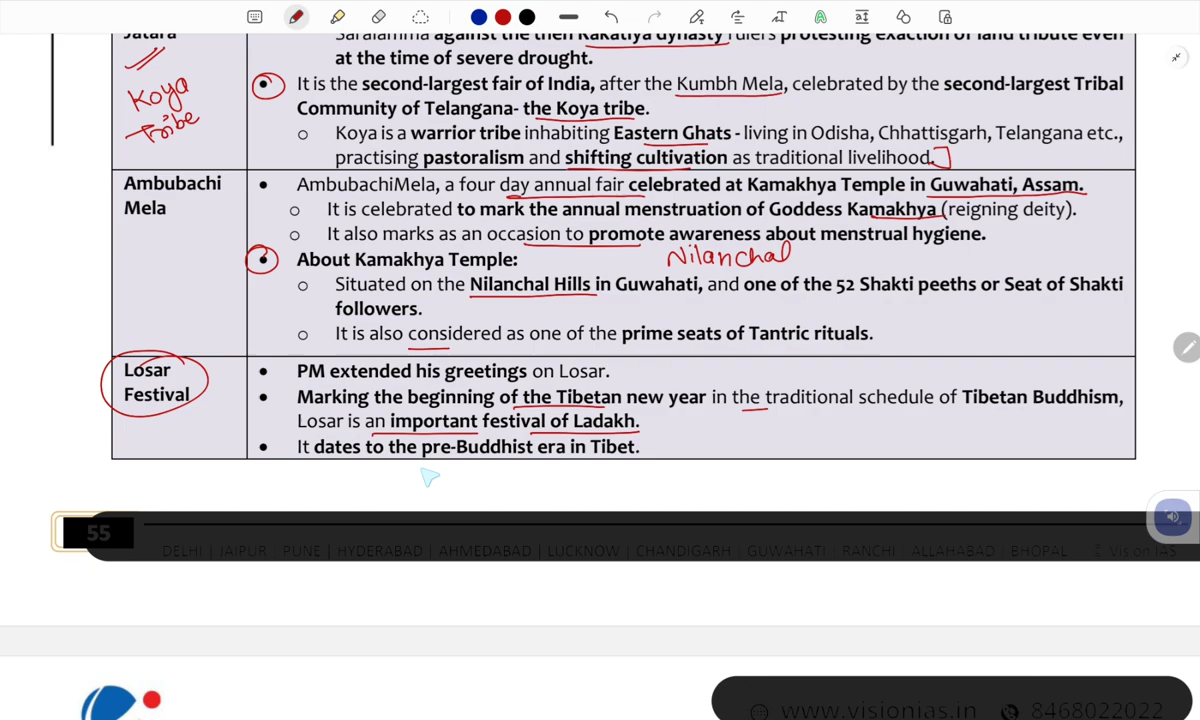 Jatara
Saralamma against the then Kakatiya dynasty rulers protesting exaction of land tribute even
at the time of severe drought.
Koya
Tribe
• It is the second-largest fair of India, after the Kumbh Mela, celebrated by the second-largest Tribal
Community of Telangana- the Koya tribe.
o Koya is a warrior tribe inhabiting Eastern Ghats - living in Odisha, Chhattisgarh, Telangana etc.,
practising pastoralism and shifting cultivation as traditional livelihood.
Ambubachi
Mela
• AmbubachiMela, a four day annual fair celebrated at Kamakhya Temple in Guwahati, Assam.
o It is celebrated to mark the annual menstruation of Goddess Kamakhya (reigning deity).
o It also marks as an occasion to promote awareness about menstrual hygiene.
• About Kamakhya Temple:
Nilanchal
o Situated on the Nilanchal Hills in Guwahati, and one of the 52 Shakti peeths or Seat of Shakti
followers.
o It is also considered as one of the prime seats of Tantric rituals.
Losar
Festival
• PM extended his greetings on Losar.
• Marking the beginning of the Tibetan new year in the traditional schedule of Tibetan Buddhism,
Losar is an important festival of Ladakh.
• It dates to the pre-Buddhist era in Tibet.
55
DELHI | JAIPUR | PUNE | HYDERABAD | AHMEDABAD | LUCKNOW | CHANDIGARH | GUWAHATI | RANCHI | ALLAHABAD | BHOPAL © Vision IAS
www.visionias.in 8468022022